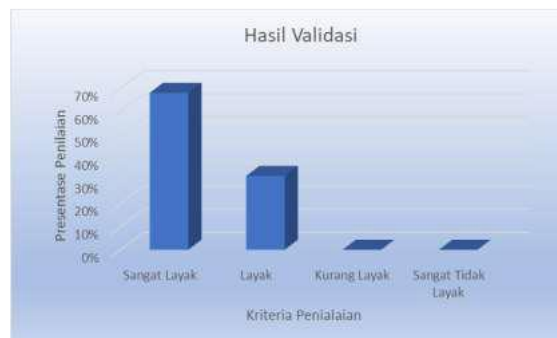 Hasil Validasi
Presentase Penilaian
70%
60%
50%
40%
30%
20%
10%
0%
Sangat Layak
Layak
Kurang Layak
Sangat Tidak
Layak
Kriteria Penialaian